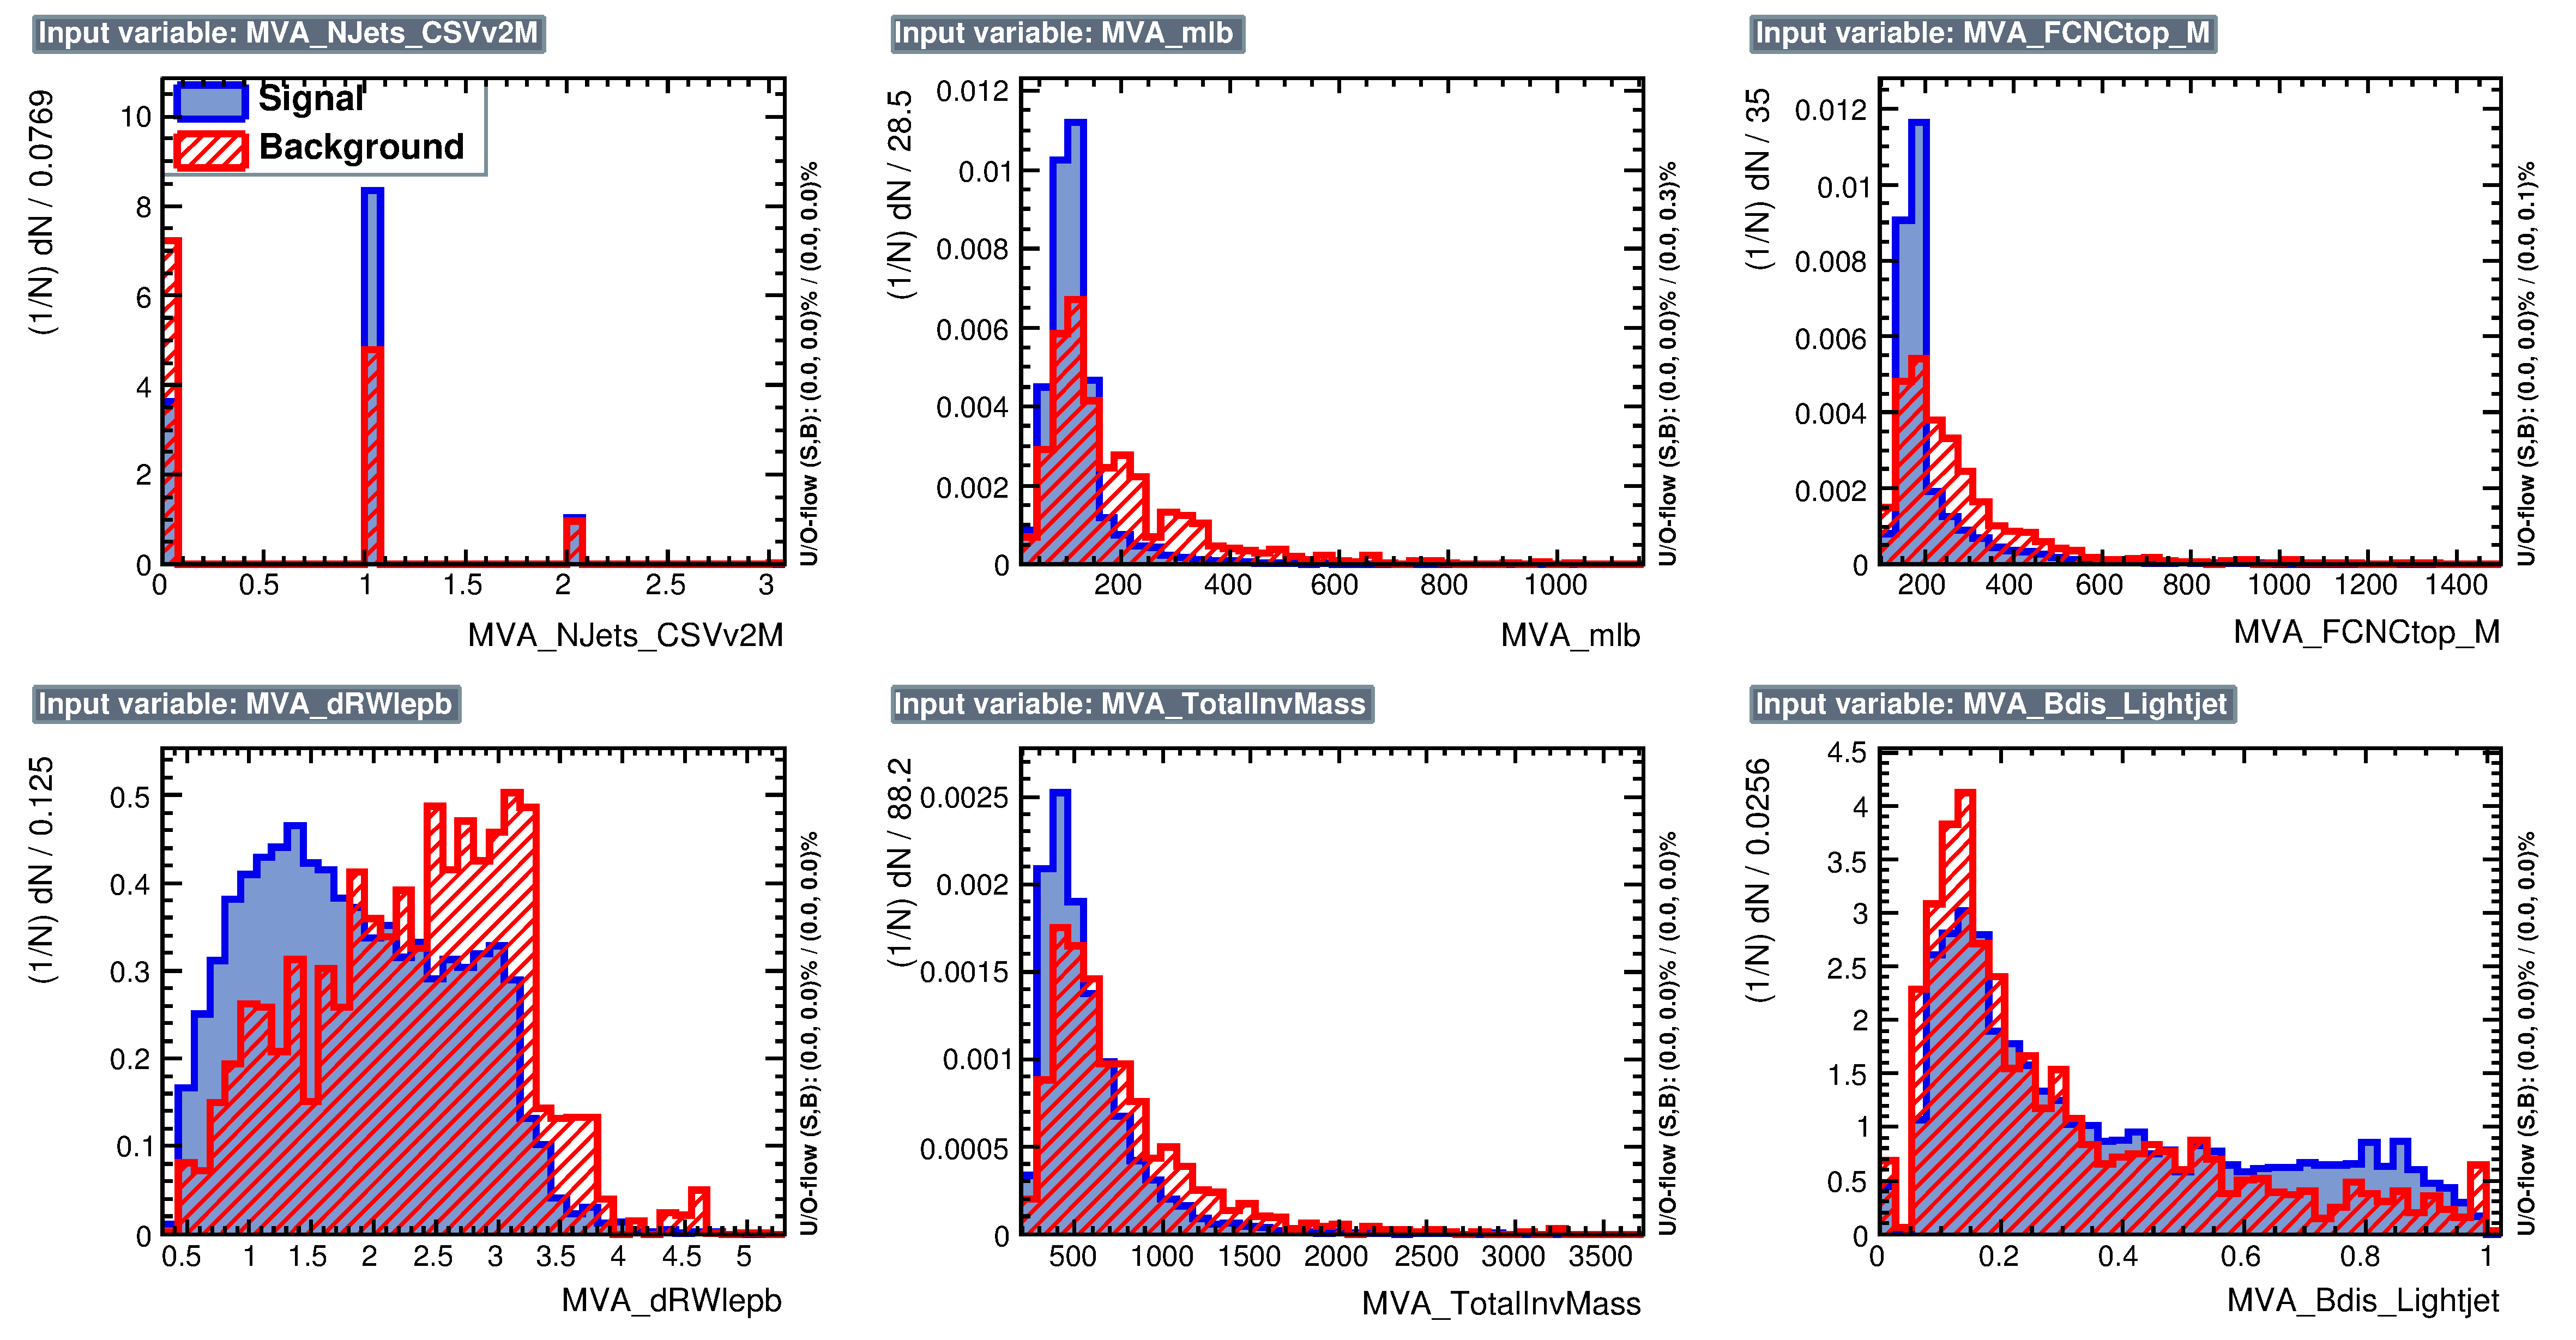 Input variable: MVA_NJets_CSVv2M
(1/N) dN / 0.0769
10
8
6
4
2
0
Signal
Background
0 0.5 1 1.5 2 2.5 3
MVA_NJets_CSVv2M
U/O-flow (S,B): (0.0, 0.0)% / (0.0, 0.0)%
Input variable: MVA_mlb
(1/N) dN / 28.5
0.012
0.01
0.008
0.006
0.004
0.002
0
200 400 600 800 1000
MVA_mlb
U/O-flow (S,B): (0.0, 0.0)% / (0.0, 0.3)%
Input variable: MVA_FCNCtop_M
(1/N) dN / 35
0.012
0.01
0.008
0.006
0.004
0.002
0
200 400 600 800 1000 1200 1400
MVA_FCNCtop_M
U/O-flow (S,B): (0.0, 0.0)% / (0.0, 0.1)%
Input variable: MVA_dRWlepb
(1/N) dN / 0.125
0.5
0.4
0.3
0.2
0.1
0
0.5 1 1.5 2 2.5 3 3.5 4 4.5 5
MVA_dRWlepb
U/O-flow (S,B): (0.0, 0.0)% / (0.0, 0.0)%
Input variable: MVA_TotalInvMass
(1/N) dN / 88.2
0.0025
0.002
0.0015
0.001
0.0005
0
500 1000 1500 2000 2500 3000 3500
MVA_TotalInvMass
U/O-flow (S,B): (0.0, 0.0)% / (0.0, 0.0)%
Input variable: MVA_Bdis_Lightjet
(1/N) dN / 0.0256
4.5
4
3.5
3
2.5
2
1.5
1
0.5
0
0 0.2 0.4 0.6 0.8 1
MVA_Bdis_Lightjet
U/O-flow (S,B): (0.0, 0.0)% / (0.0, 0.0)%